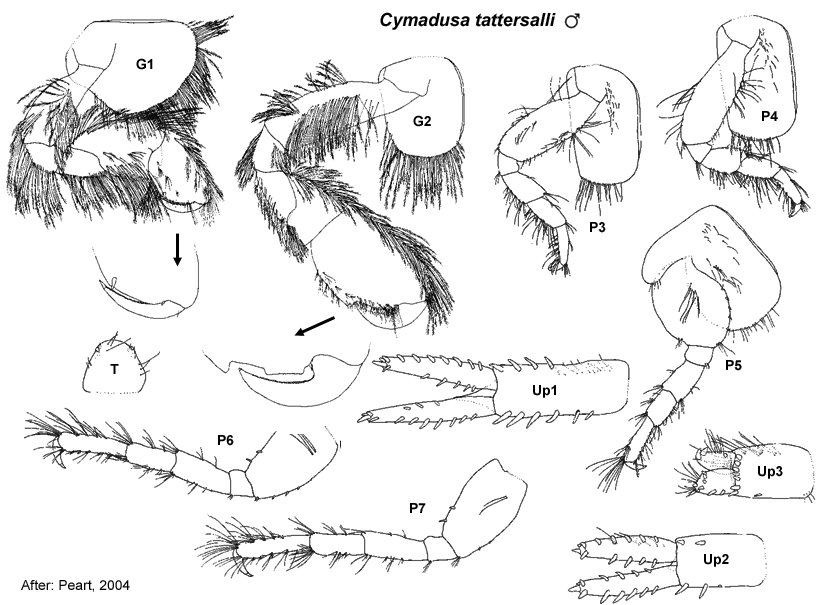 Cymadusa tattersalli ♂
G1
G2
P3
P4
P5
T
Up1
P6
Up3
P7
Up2
After: Peart, 2004